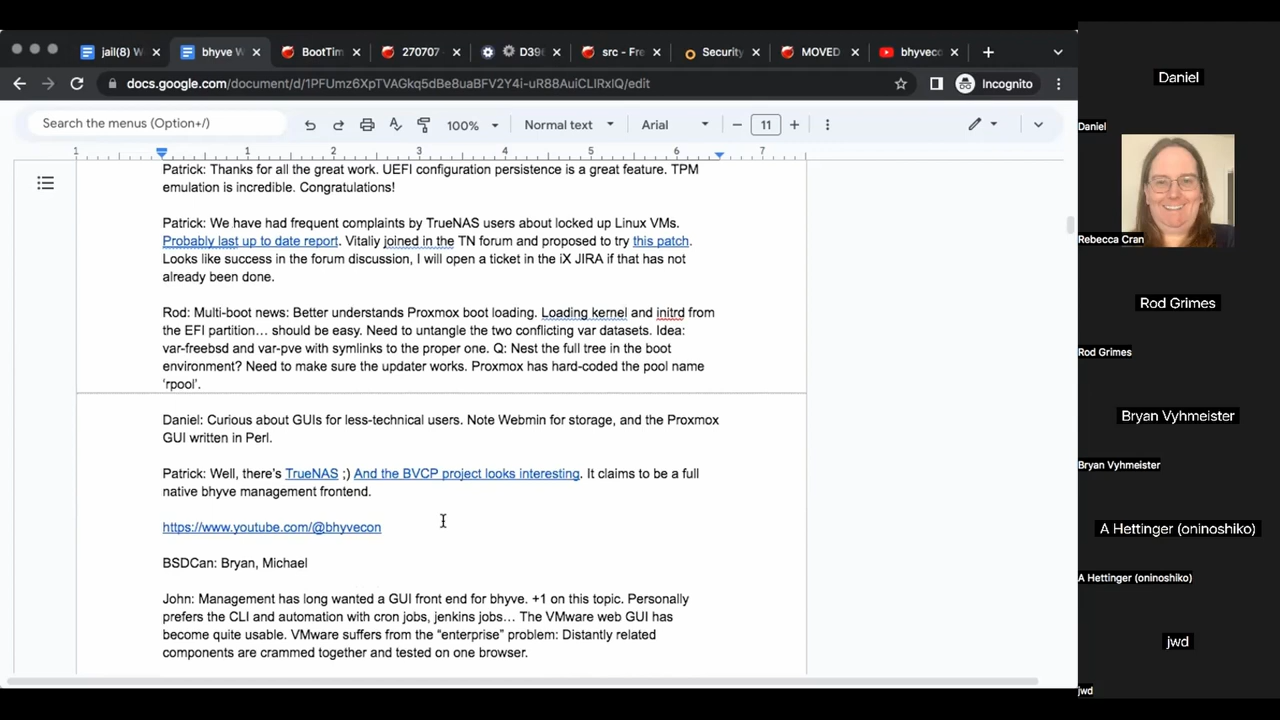 jail(8) W
bhyve W
BootTim
270707 -
D396
src - Fre
Security
MOVED
bhyveco
docs.google.com/document/d/1PFUmz6XpTVAGkq5dBe8uaBFV2Y4i-uR88AuiCLlRxIQ/edit
Incognito
Search the menus (Option+/)
100%
Normal text
Arial
11
1 1 2 3 4 5 6 7
Patrick: Thanks for all the great work. UEFI configuration persistence is a great feature. TPM
emulation is incredible. Congratulations!
Patrick: We have had frequent complaints by TrueNAS users about locked up Linux VMs.
Probably last up to date report. Vitaliy joined in the TN forum and proposed to try this patch.
Looks like success in the forum discussion, I will open a ticket in the iX JIRA if that has not
already been done.
Rod: Multi-boot news: Better understands Proxmox boot loading. Loading kernel and initrd from
the EFI partition… should be easy. Need to untangle the two conflicting var datasets. Idea:
var-freebsd and var-pve with symlinks to the proper one. Q: Nest the full tree in the boot
environment? Need to make sure the updater works. Proxmox has hard-coded the pool name
‘rpool’.
Daniel: Curious about GUIs for less-technical users. Note Webmin for storage, and the Proxmox
GUI written in Perl.
Patrick: Well, there’s TrueNAS ;) And the BVCP project looks interesting. It claims to be a full
native bhyve management frontend.
https://www.youtube.com/@bhyvecon
BSDCan: Bryan, Michael
John: Management has long wanted a GUI front end for bhyve. +1 on this topic. Personally
prefers the CLI and automation with cron jobs, jenkins jobs… The VMware web GUI has
become quite usable. VMware suffers from the “enterprise” problem: Distantly related
components are crammed together and tested on one browser.
Daniel
Daniel
Rebecca Cran
Rod Grimes
Rod Grimes
Bryan Vyhmeister
Bryan Vyhmeister
A Hettinger (oninoshiko)
A Hettinger (oninoshiko)
jwd
jwd